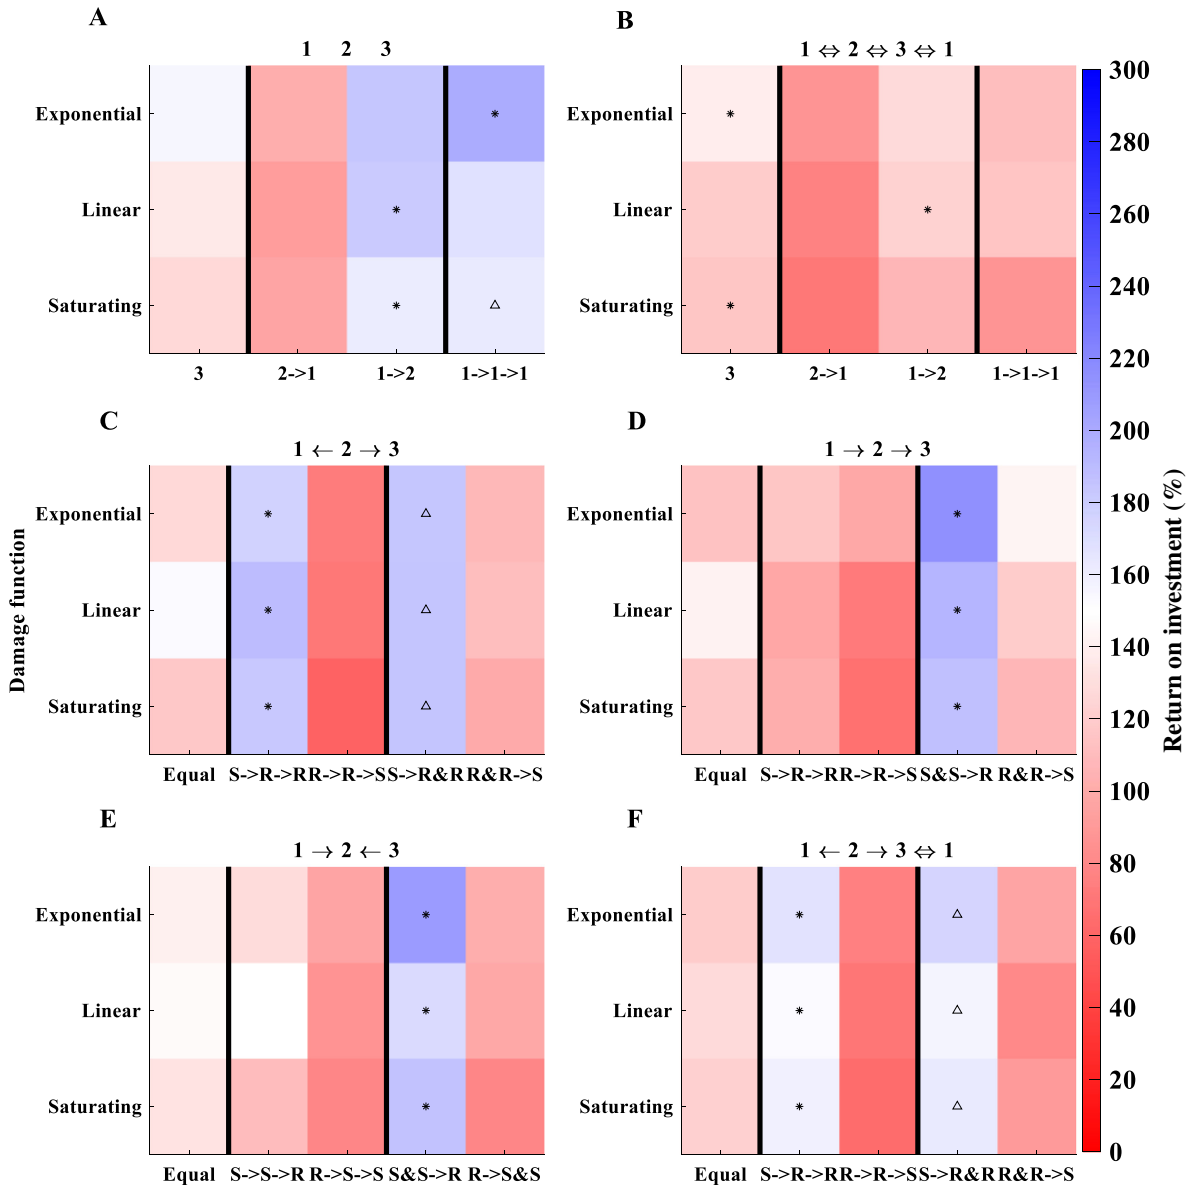 A
1 2 3
Exponential
Linear
Saturating
3 2->1 1->2 1->1->1
B
1 ⇔ 2 ⇔ 3 ⇔ 1
Exponential
Linear
Saturating
3 2->1 1->2 1->1->1
C
1 ← 2 → 3
Exponential
Linear
Saturating
Equal S->R->R R->R->S S->R&R R&R->S
D
1 → 2 → 3
Exponential
Linear
Saturating
Equal S->R->R R->R->S S&S->R R&R->S
E
1 → 2 ← 3
Exponential
Linear
Saturating
Equal S->S->R R->S->S S&S->R R->S&S
F
1 ← 2 → 3 ⇔ 1
Exponential
Linear
Saturating
Equal S->R->R R->R->S S->R&R R&R->S
Damage function
300
280
260
240
220
200
180
160
140
120
100
80
60
40
20
0
Return on investment (%)